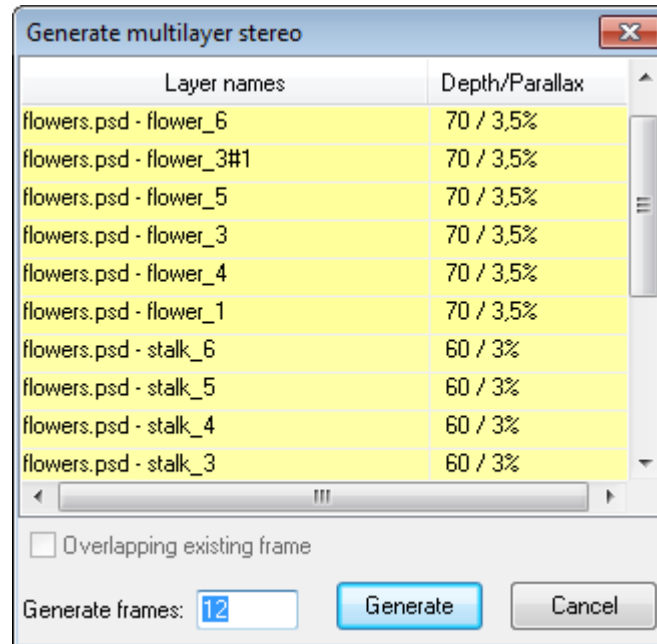 Generate multilayer stereo
Layer names Depth/Parallax
flowers.psd - flower_6 70 / 3,5%
flowers.psd - flower_3#1 70 / 3,5%
flowers.psd - flower_5 70 / 3,5%
flowers.psd - flower_3 70 / 3,5%
flowers.psd - flower_4 70 / 3,5%
flowers.psd - flower_1 70 / 3,5%
flowers.psd - stalk_6 60 / 3%
flowers.psd - stalk_5 60 / 3%
flowers.psd - stalk_4 60 / 3%
flowers.psd - stalk_3 60 / 3%
Overlapping existing frame
Generate frames: 12 Generate Cancel